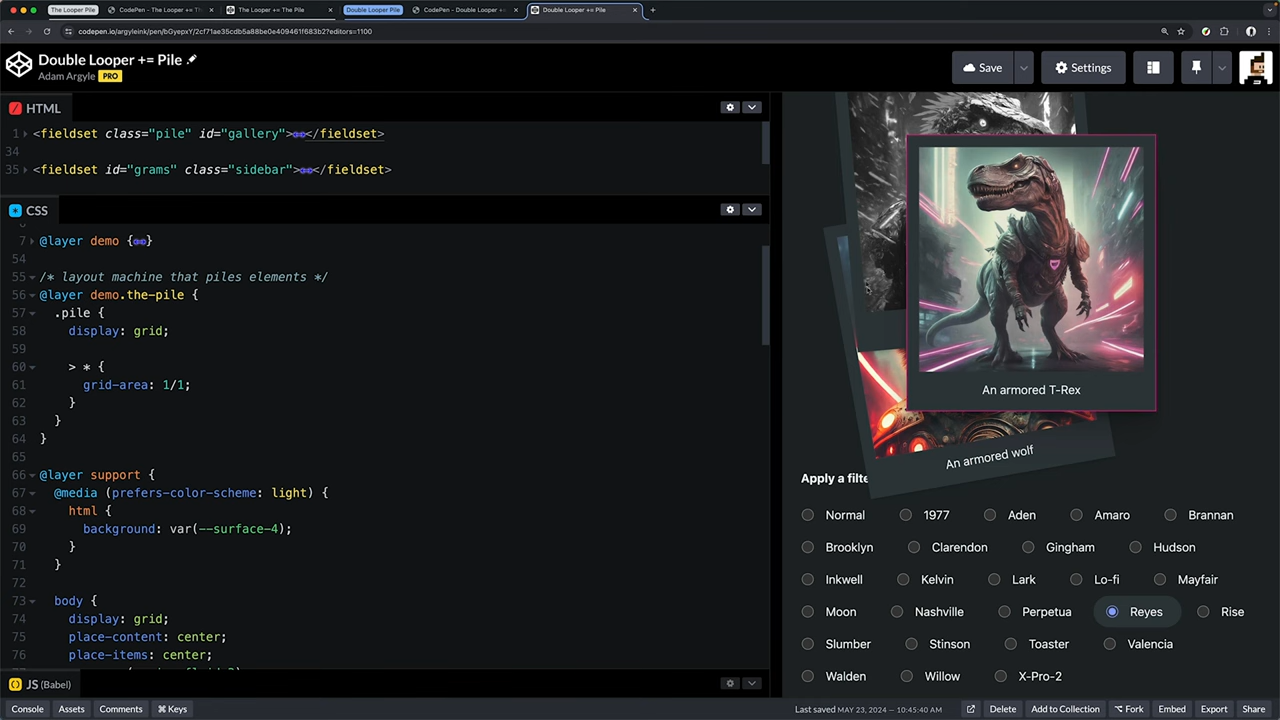 The Looper Pile
CodePen - The Looper += Th
The Looper += The Pile
Double Looper Pile
CodePen - Double Looper +=
Double Looper += Pile
codepen.io/argyleink/pen/bGyepxY/2cf71ae35cdb5a88be0e409461f683b2?editors=1100
Double Looper += Pile
Adam Argyle PRO
Save
Settings
HTML
1 <fieldset class="pile" id="gallery"></fieldset>
34
35 <fieldset id="grams" class="sidebar"></fieldset>
CSS
7 @layer demo {}
54
55 /* layout machine that piles elements */
56 @layer demo.the-pile {
57 .pile {
58 display: grid;
59
60 > * {
61 grid-area: 1/1;
62 }
63 }
64 }
65
66 @layer support {
67 @media (prefers-color-scheme: light) {
68 html {
69 background: var(--surface-4);
70 }
71 }
72
73 body {
74 display: grid;
75 place-content: center;
76 place-items: center;
JS (Babel)
An armored T-Rex
An armored wolf
Apply a filte
Normal 1977 Aden Amaro Brannan
Brooklyn Clarendon Gingham Hudson
Inkwell Kelvin Lark Lo-fi Mayfair
Moon Nashville Perpetua Reyes Rise
Slumber Stinson Toaster Valencia
Walden Willow X-Pro-2
Console Assets Comments ⌘ Keys
Last saved MAY 23, 2024 — 10:45:40 AM
Delete Add to Collection Fork Embed Export Share